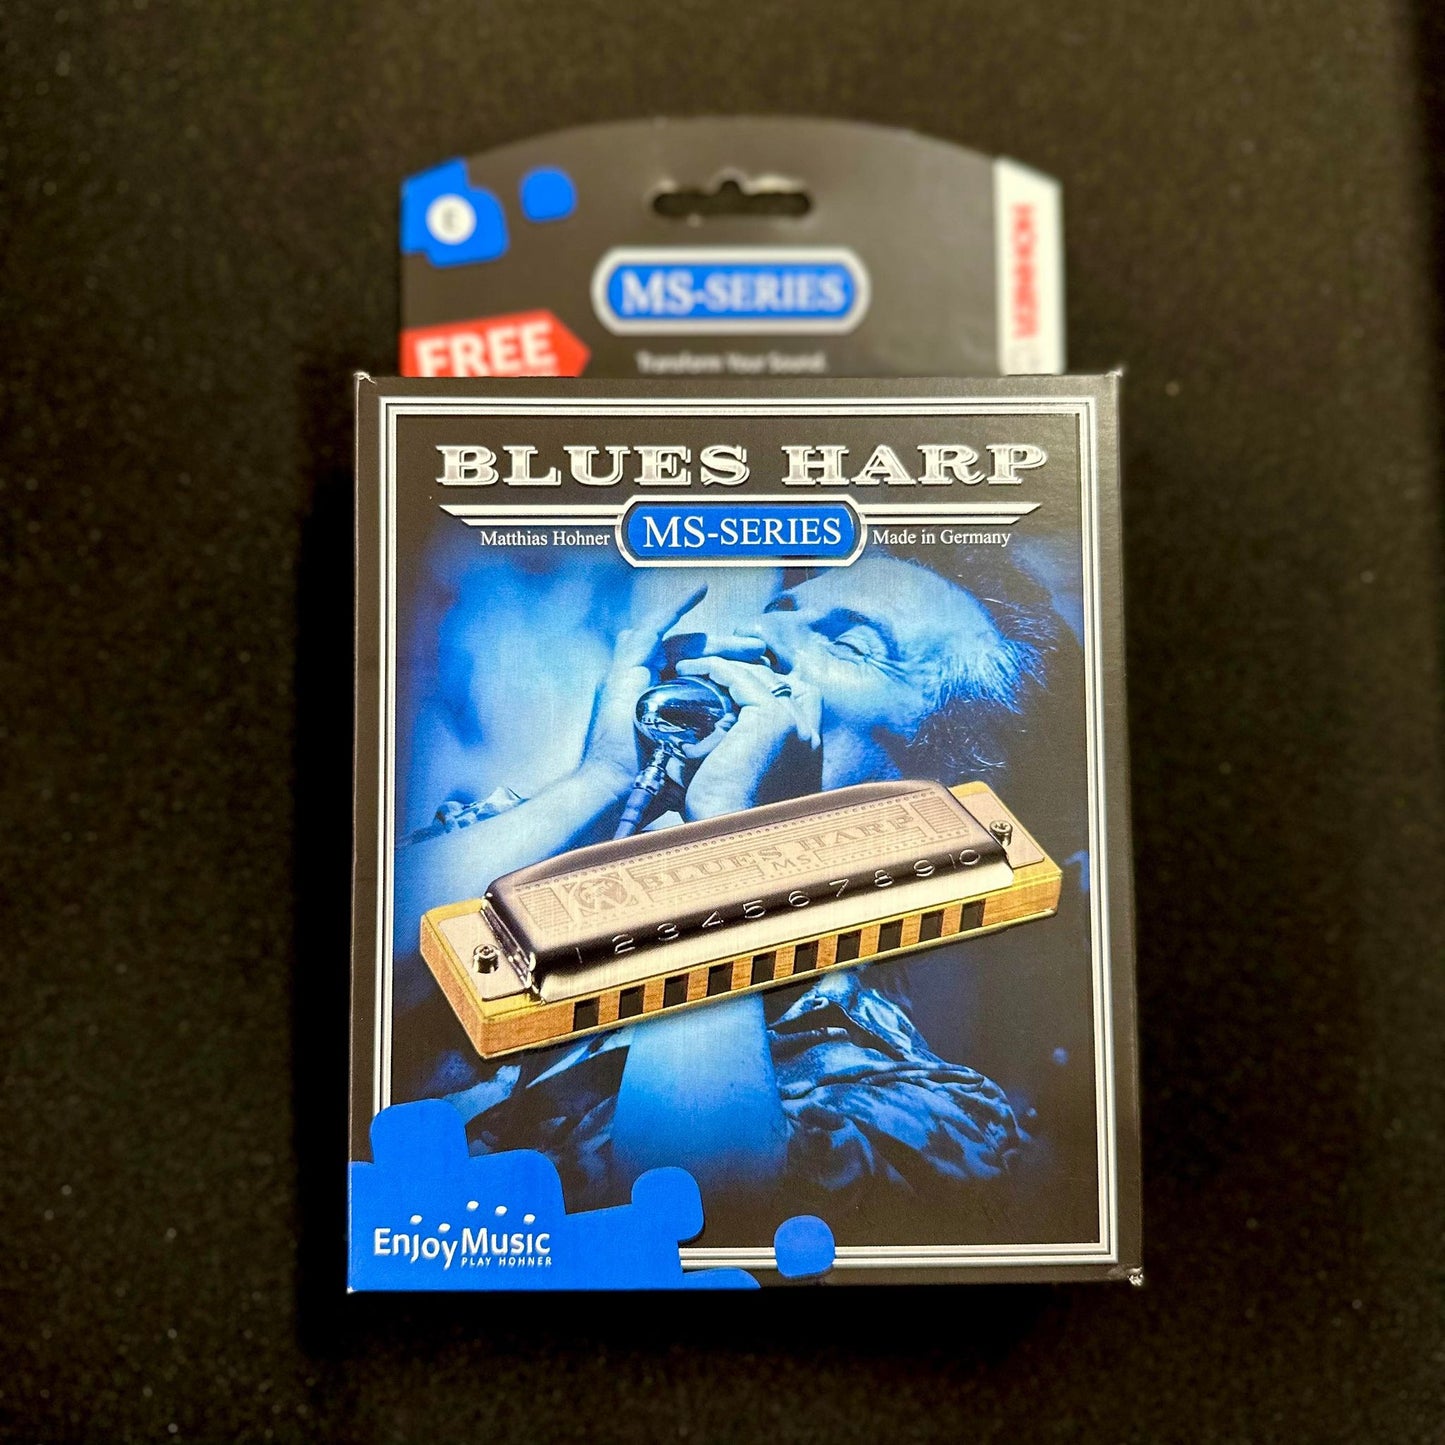 HOHNER
MS-SERIES
FREE
Transform Your Sound.
BLUES HARP
Matthias Hohner
MS-SERIES
Made in Germany
BLUES HARP
MS
1 2 3 4 5 6 7 8 9 10
EnjoyMusic
PLAY HOHNER